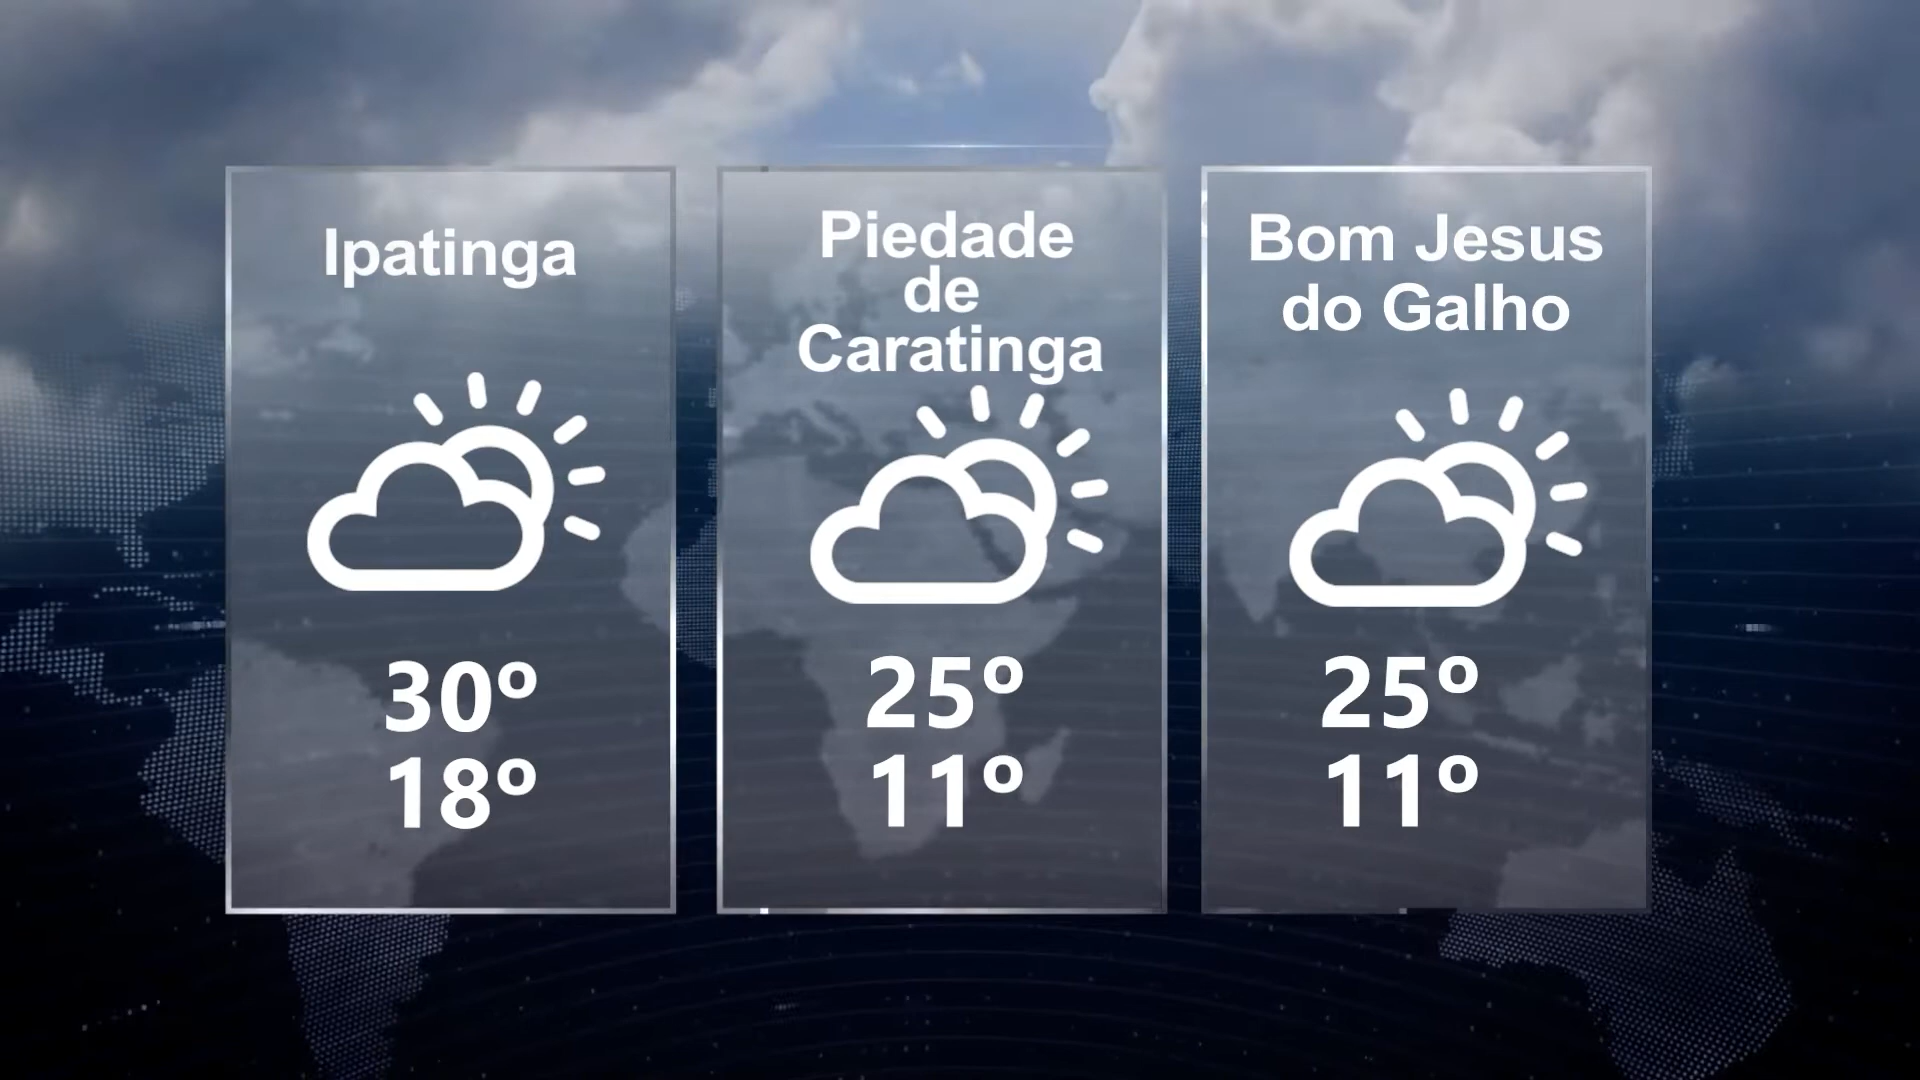 Ipatinga
30º
18º
Piedade
de
Caratinga
25º
11º
Bom Jesus
do Galho
25º
11º